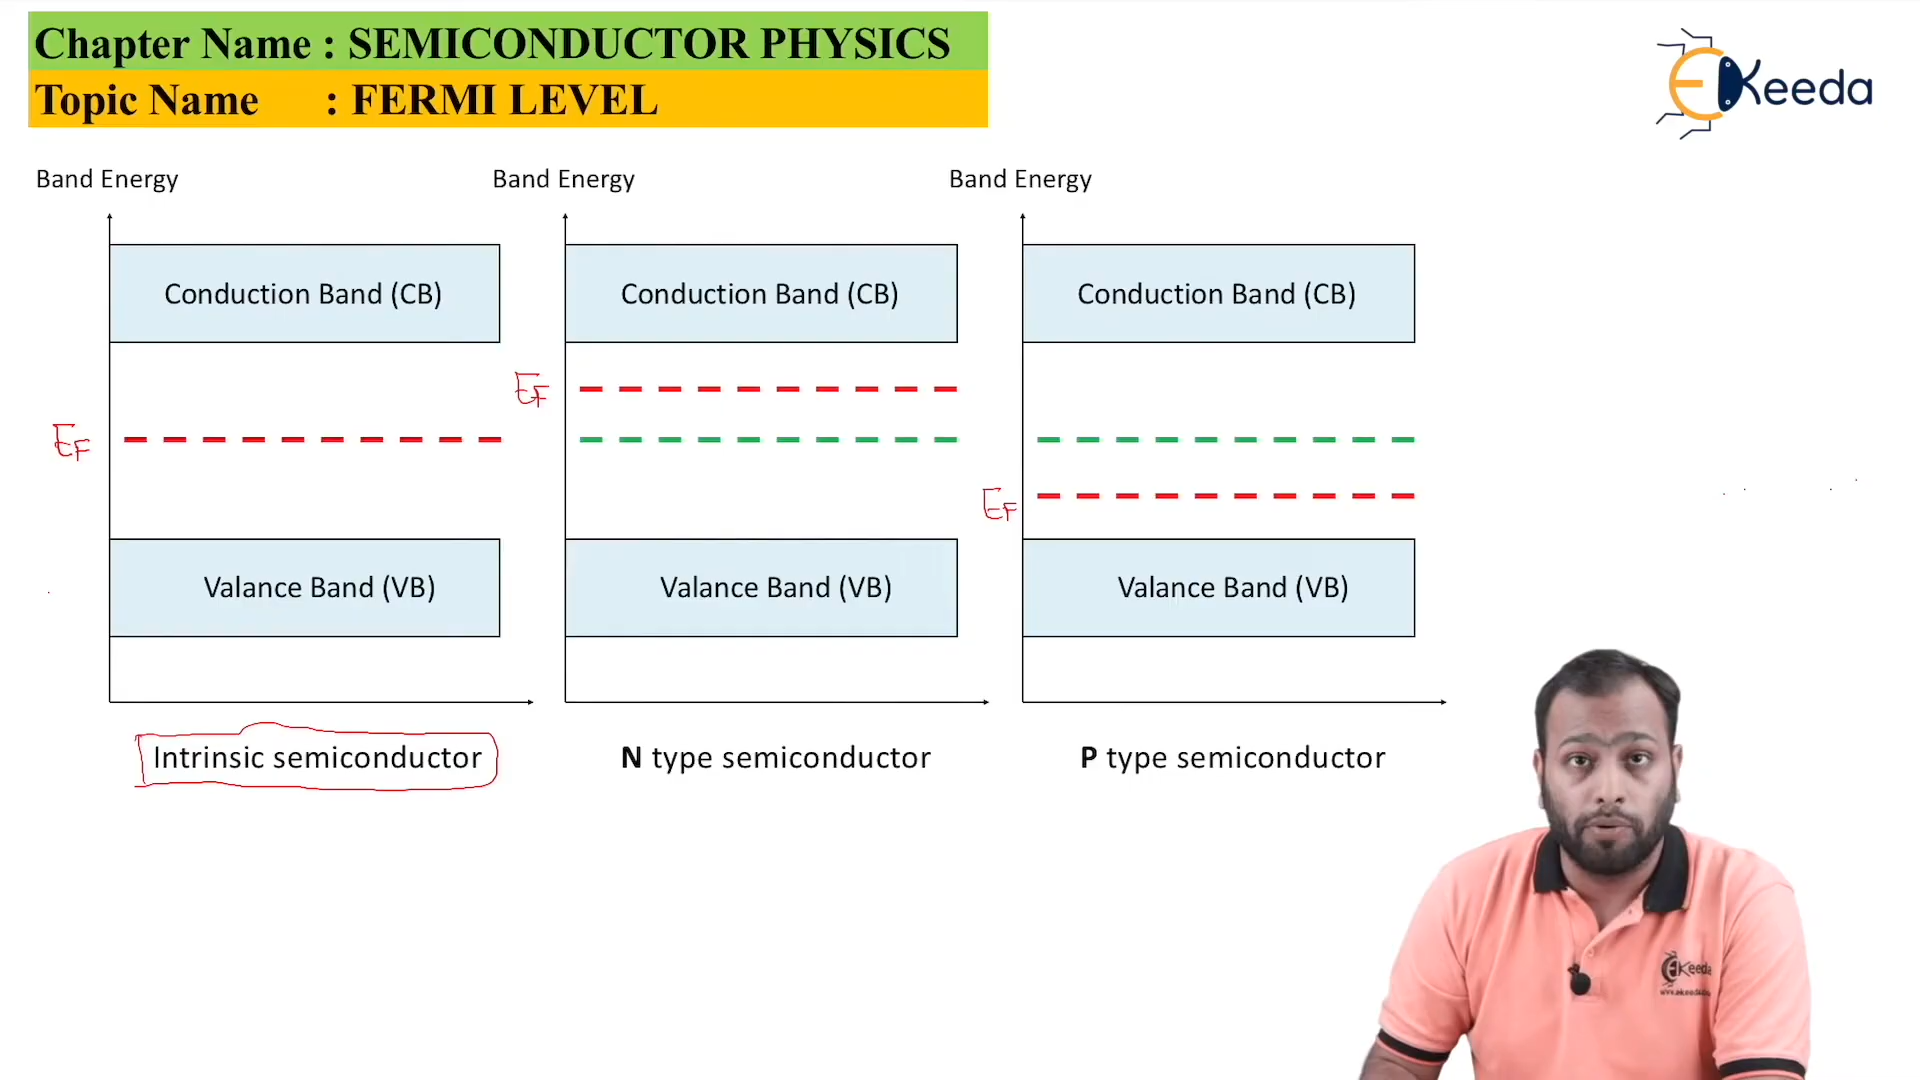 Chapter Name : SEMICONDUCTOR PHYSICS
Topic Name : FERMI LEVEL
EKeeda
Band Energy
Band Energy
Band Energy
Conduction Band (CB)
Conduction Band (CB)
Conduction Band (CB)
EF
EF
EF
Valance Band (VB)
Valance Band (VB)
Valance Band (VB)
Intrinsic semiconductor
N type semiconductor
P type semiconductor
EKeeda